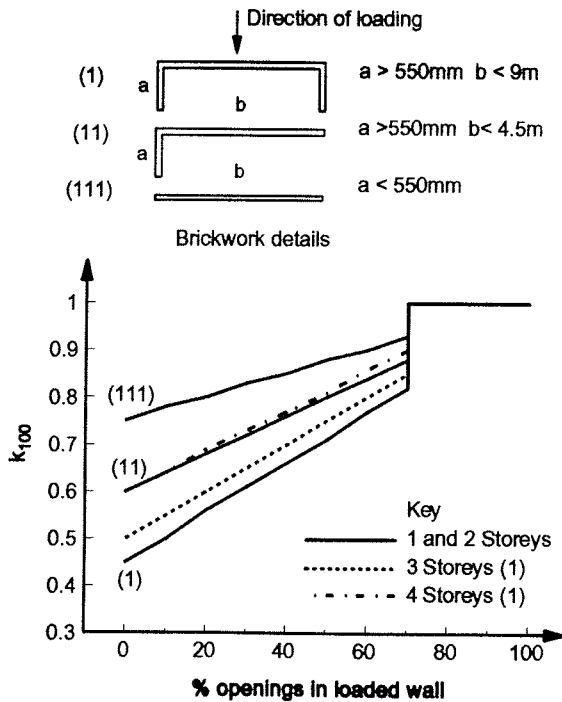 Direction of loading
(1) a b a > 550mm b < 9m
(11) a b a >550mm b< 4.5m
(111) a < 550mm
Brickwork details
k100
1
0.9
0.8
0.7
0.6
0.5
0.4
0.3
(111)
(11)
(1)
Key
1 and 2 Storeys
3 Storeys (1)
4 Storeys (1)
0 20 40 60 80 100
% openings in loaded wall